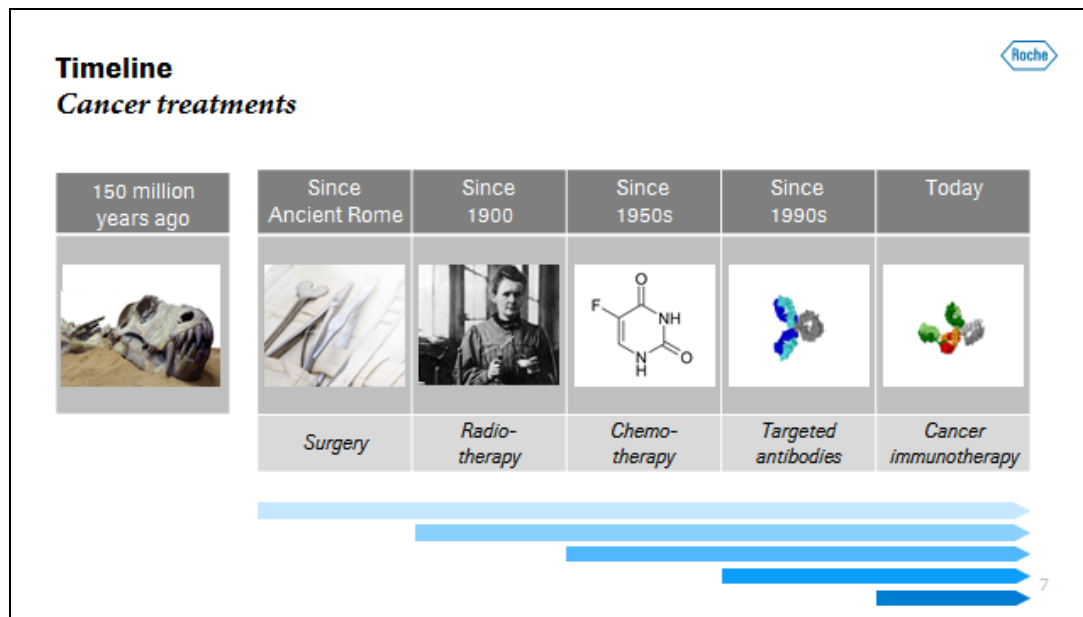 Timeline
Cancer treatments
Roche
150 million
years ago
Since
Ancient Rome
Since
1900
Since
1950s
Since
1990s
Today
F
O
NH
N
H
O
Surgery
Radio-
therapy
Chemo-
therapy
Targeted
antibodies
Cancer
immunotherapy
7